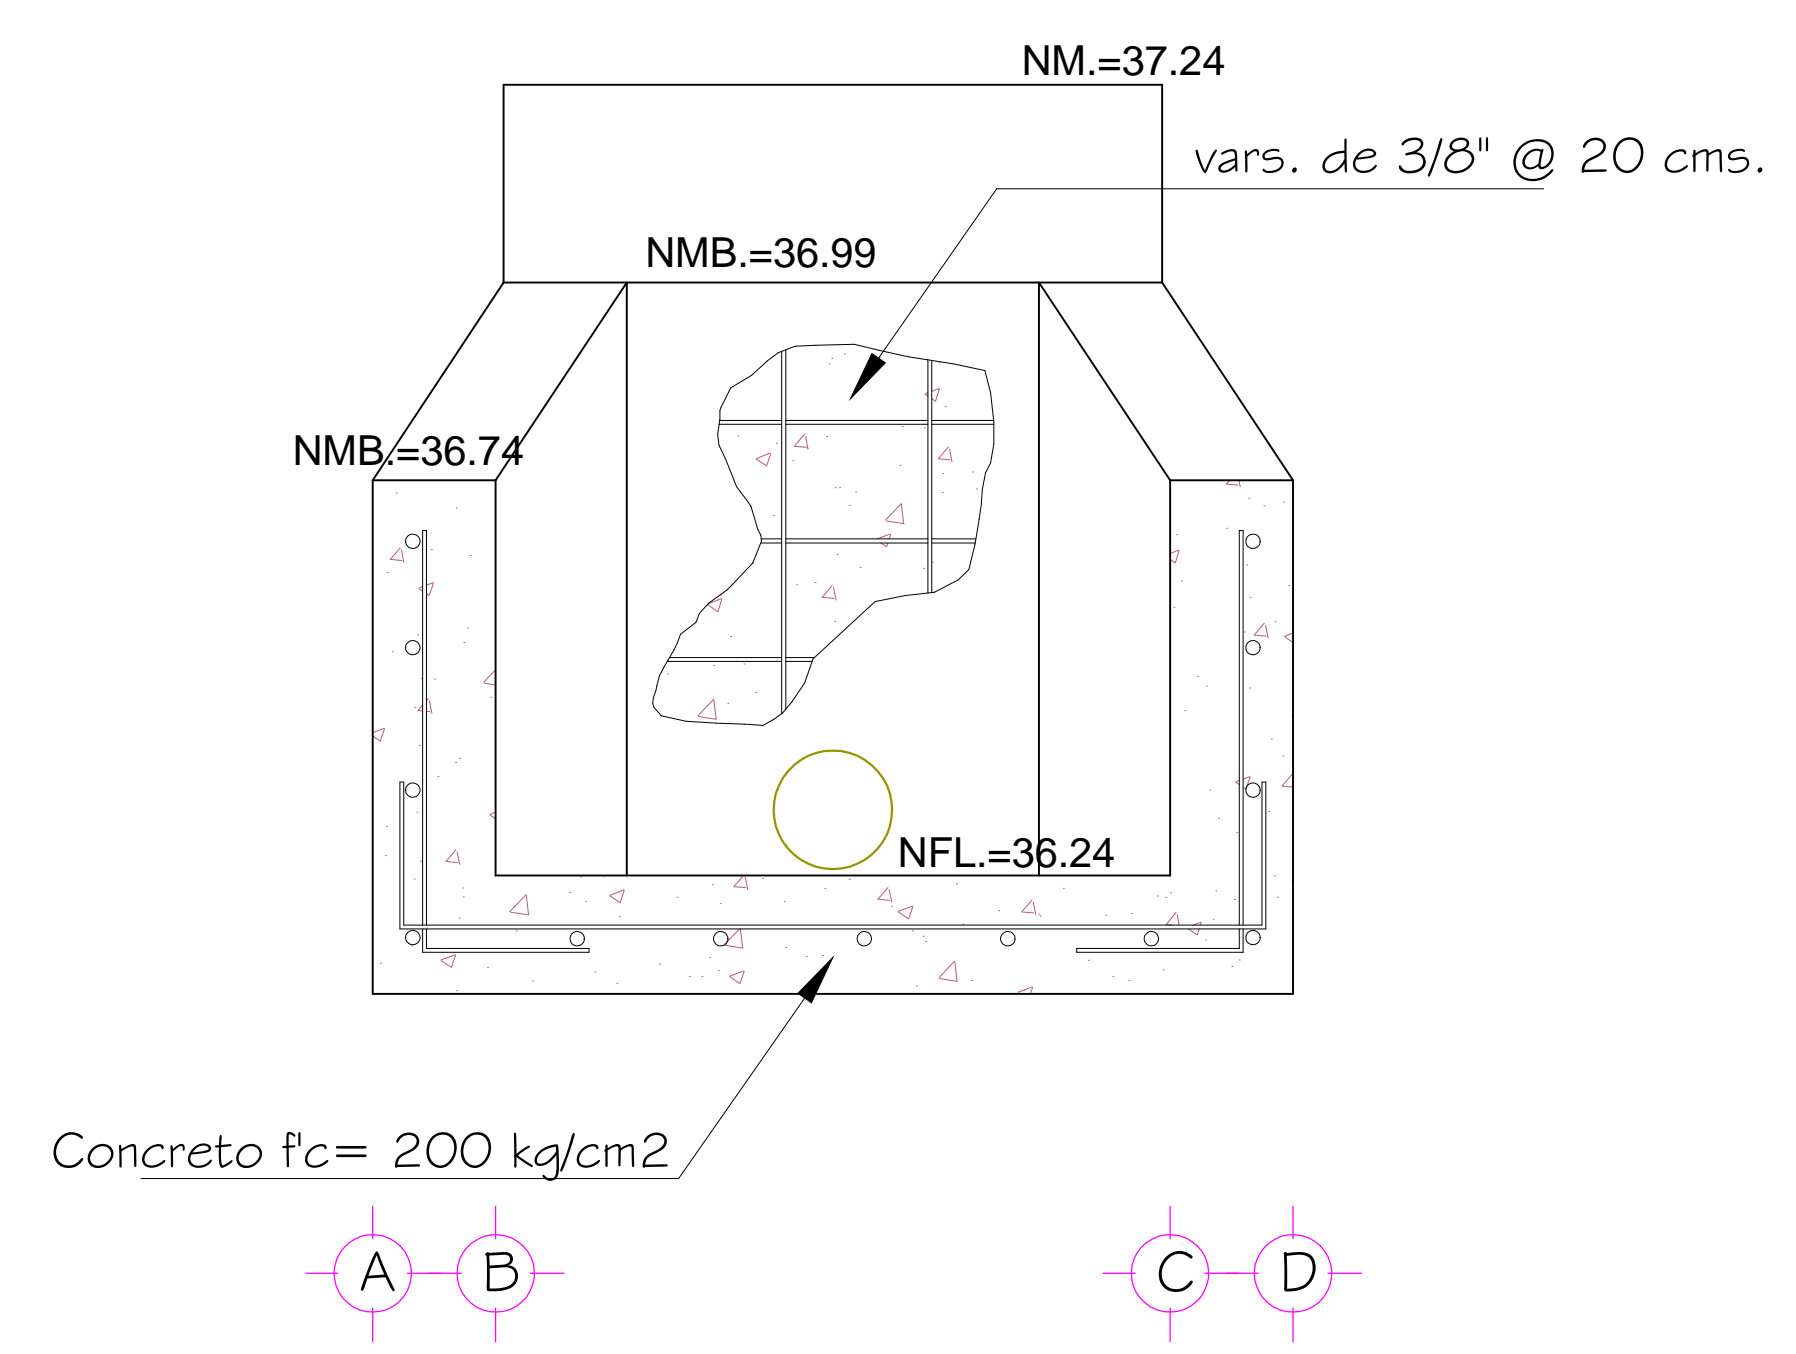 NM.=37.24
vars. de 3/8" @ 20 cms.
NMB.=36.99
NMB.=36.74
NFL.=36.24
Concreto f'c= 200 kg/cm2
A B C D